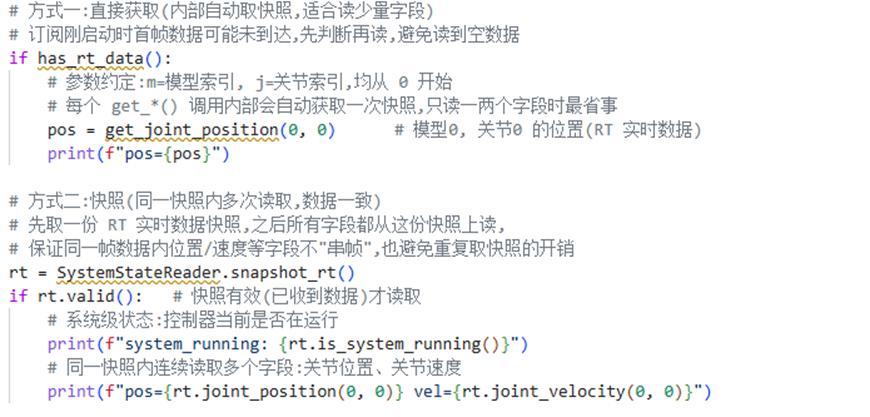 # 方式一:直接获取(内部自动取快照,适合读少量字段)
# 订阅刚启动时首帧数据可能未到达,先判断再读,避免读到空数据
if has_rt_data():
    # 参数约定:m=模型索引, j=关节索引,均从 0 开始
    # 每个 get_*() 调用内部会自动获取一次快照,只读一两个字段时最省事
    pos = get_joint_position(0, 0)      # 模型0, 关节0 的位置(RT 实时数据)
    print(f"pos={pos}")
# 方式二:快照(同一快照内多次读取,数据一致)
# 先取一份 RT 实时数据快照,之后所有字段都从这份快照上读,
# 保证同一帧数据内位置/速度等字段不"串帧",也避免重复取快照的开销
rt = SystemStateReader.snapshot_rt()
if rt.valid():   # 快照有效(已收到数据)才读取
    # 系统级状态:控制器当前是否在运行
    print(f"system_running: {rt.is_system_running()}")
    # 同一快照内连续读取多个字段:关节位置、关节速度
    print(f"pos={rt.joint_position(0, 0)} vel={rt.joint_velocity(0, 0)}")